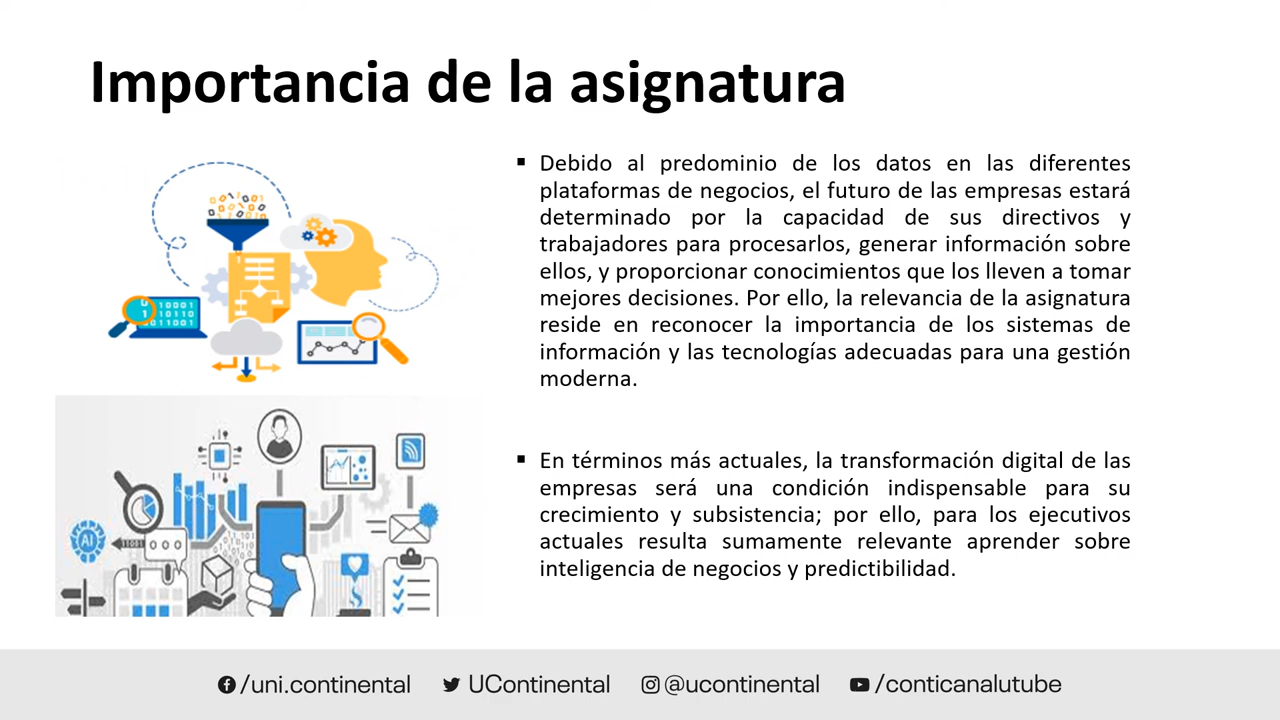 Importancia de la asignatura
▪ Debido al predominio de los datos en las diferentes
plataformas de negocios, el futuro de las empresas estará
determinado por la capacidad de sus directivos y
trabajadores para procesarlos, generar información sobre
ellos, y proporcionar conocimientos que los lleven a tomar
mejores decisiones. Por ello, la relevancia de la asignatura
reside en reconocer la importancia de los sistemas de
información y las tecnologías adecuadas para una gestión
moderna.
▪ En términos más actuales, la transformación digital de las
empresas será una condición indispensable para su
crecimiento y subsistencia; por ello, para los ejecutivos
actuales resulta sumamente relevante aprender sobre
inteligencia de negocios y predictibilidad.
AI
/uni.continental UContinental @ucontinental /conticanalutube